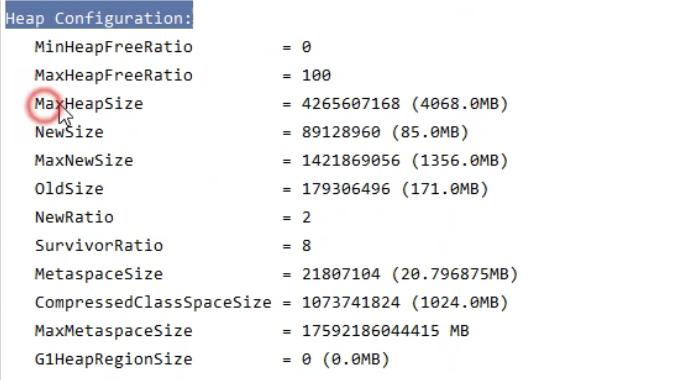 Heap Configuration:
MinHeapFreeRatio = 0
MaxHeapFreeRatio = 100
MaxHeapSize = 4265607168 (4068.0MB)
NewSize = 89128960 (85.0MB)
MaxNewSize = 1421869056 (1356.0MB)
OldSize = 179306496 (171.0MB)
NewRatio = 2
SurvivorRatio = 8
MetaspaceSize = 21807104 (20.796875MB)
CompressedClassSpaceSize = 1073741824 (1024.0MB)
MaxMetaspaceSize = 17592186044415 MB
G1HeapRegionSize = 0 (0.0MB)